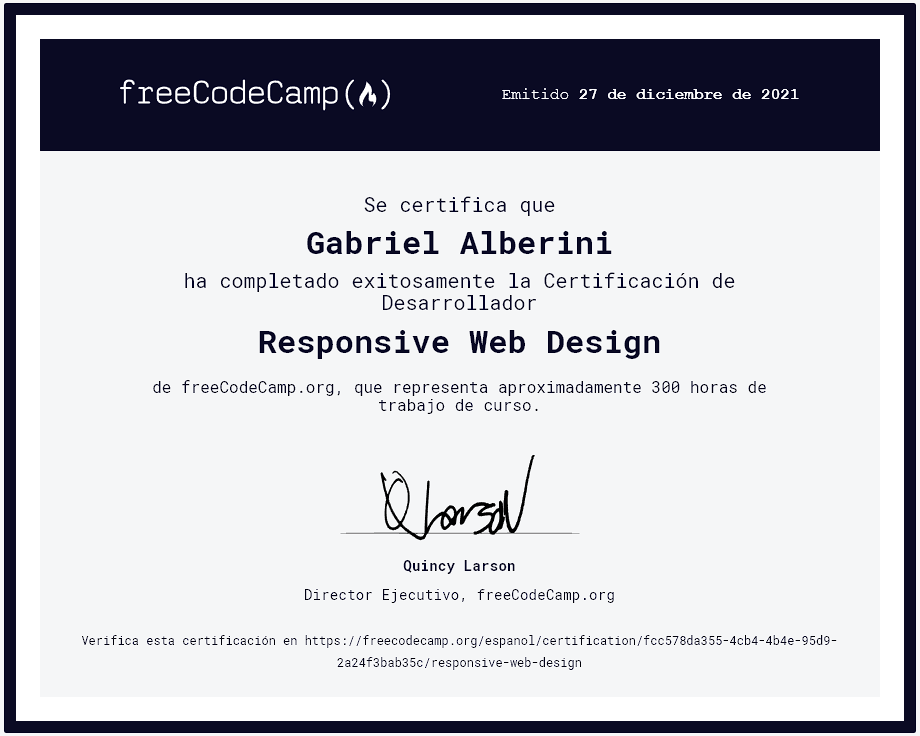 freeCodeCamp(🔥)
Emitido 27 de diciembre de 2021
Se certifica que
Gabriel Alberini
ha completado exitosamente la Certificación de
Desarrollador
Responsive Web Design
de freeCodeCamp.org, que representa aproximadamente 300 horas de
trabajo de curso.
Q Larson
Quincy Larson
Director Ejecutivo, freeCodeCamp.org
Verifica esta certificación en https://freecodecamp.org/espanol/certification/fcc578da355-4cb4-4b4e-95d9-
2a24f3bab35c/responsive-web-design